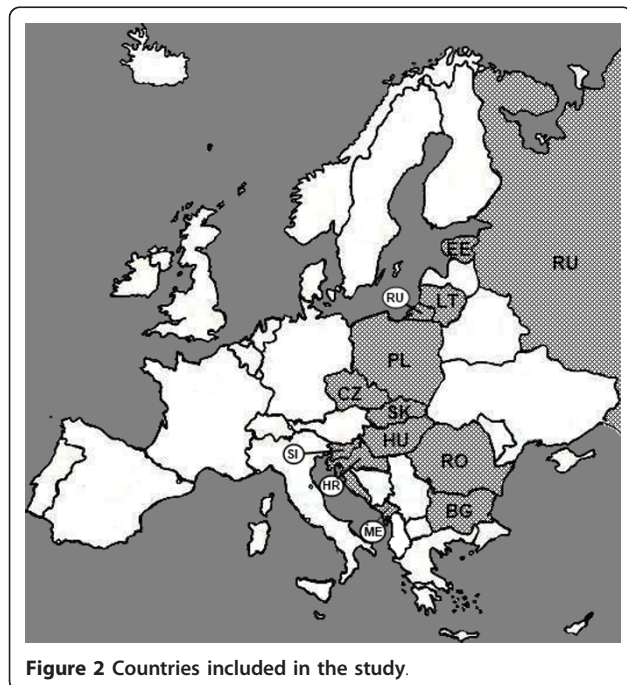 EE
RU
RU
LT
PL
CZ
SK
HU
SI
RO
HR
BG
ME
Figure 2 Countries included in the study.